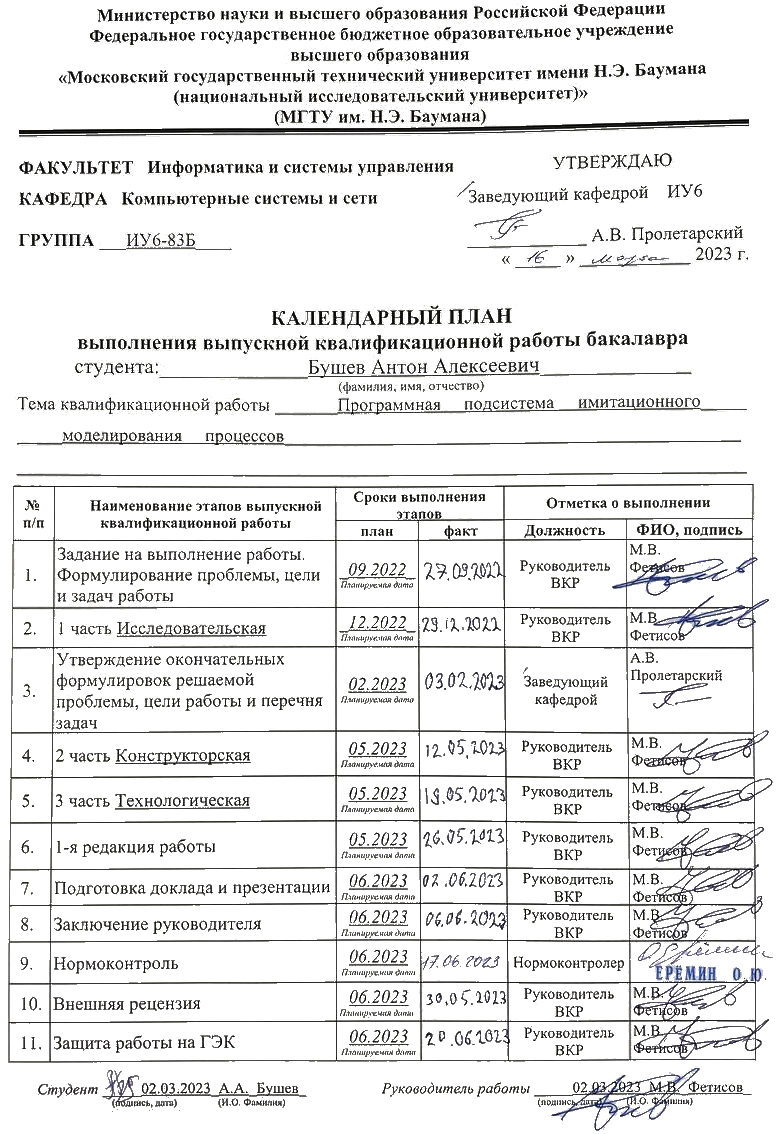 Министерство науки и высшего образования Российской Федерации
Федеральное государственное бюджетное образовательное учреждение
высшего образования
«Московский государственный технический университет имени Н.Э. Баумана
(национальный исследовательский университет)»
(МГТУ им. Н.Э. Баумана)
ФАКУЛЬТЕТ Информатика и системы управления
УТВЕРЖДАЮ
КАФЕДРА Компьютерные системы и сети
Заведующий кафедрой ИУ6
ГРУППА ИУ6-83Б
А.В. Пролетарский
« 16 » марта 2023 г.
КАЛЕНДАРНЫЙ ПЛАН
выполнения выпускной квалификационной работы бакалавра
студента: Бушев Антон Алексеевич
(фамилия, имя, отчество)
Тема квалификационной работы Программная подсистема имитационного
моделирования процессов
№ п/п Наименование этапов выпускной квалификационной работы Сроки выполнения этапов Отметка о выполнении
план факт Должность ФИО, подпись
1. Задание на выполнение работы. Формулирование проблемы, цели и задач работы 09.2022 Планируемая дата 27.09.2022 Руководитель ВКР М.В. Фетисов
2. 1 часть Исследовательская 12.2022 Планируемая дата 29.12.2022 Руководитель ВКР М.В. Фетисов
3. Утверждение окончательных формулировок решаемой проблемы, цели работы и перечня задач 02.2023 Планируемая дата 03.02.2023 Заведующий кафедрой А.В. Пролетарский
4. 2 часть Конструкторская 05.2023 Планируемая дата 12.05.2023 Руководитель ВКР М.В. Фетисов
5. 3 часть Технологическая 05.2023 Планируемая дата 19.05.2023 Руководитель ВКР М.В. Фетисов
6. 1-я редакция работы 05.2023 Планируемая дата 26.05.2023 Руководитель ВКР М.В. Фетисов
7. Подготовка доклада и презентации 06.2023 Планируемая дата 02.06.2023 Руководитель ВКР М.В. Фетисов
8. Заключение руководителя 06.2023 Планируемая дата 06.06.2023 Руководитель ВКР М.В. Фетисов
9. Нормоконтроль 06.2023 Планируемая дата 17.06.2023 Нормоконтролер ЕРЕМИН О.Ю.
10. Внешняя рецензия 06.2023 Планируемая дата 30.05.2023 Руководитель ВКР М.В. Фетисов
11. Защита работы на ГЭК 06.2023 Планируемая дата 20.06.2023 Руководитель ВКР М.В. Фетисов
Студент 02.03.2023 А.А. Бушев Руководитель работы 02.03.2023 М.В. Фетисов
(подпись, дата) (И.О. Фамилия) (подпись, дата) (И.О. Фамилия)